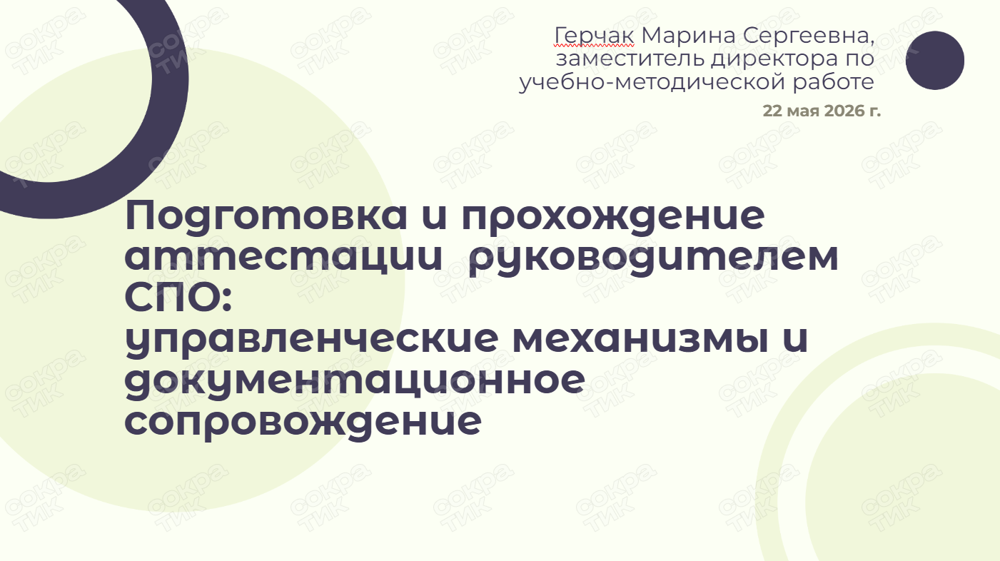 Герчак Марина Сергеевна,
заместитель директора по
учебно-методической работе
22 мая 2026 г.
Подготовка и прохождение
аттестации руководителем
СПО:
управленческие механизмы и
документационное
сопровождение